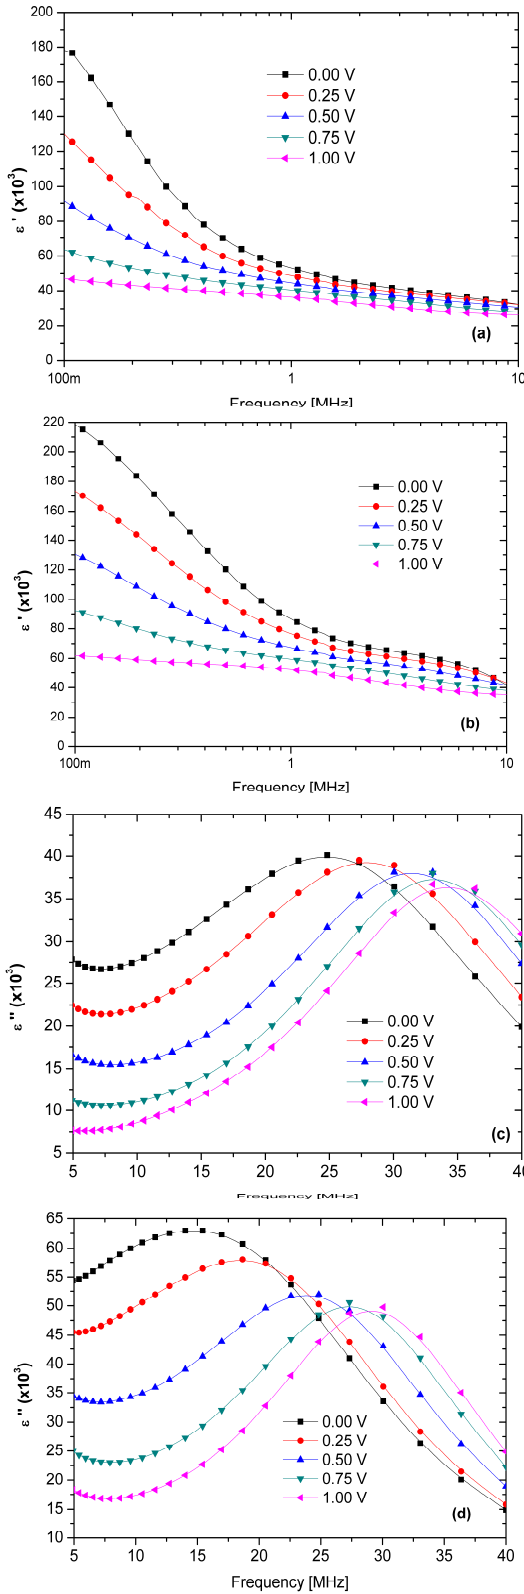 200
180
160
140
120
100
80
60
40
20
0
ε ' (x10³)
0.00 V
0.25 V
0.50 V
0.75 V
1.00 V
(a)
100m 1 10
Frequency [MHz]
220
200
180
160
140
120
100
80
60
40
20
0
ε ' (x10³)
0.00 V
0.25 V
0.50 V
0.75 V
1.00 V
(b)
100m 1 10
Frequency [MHz]
45
40
35
30
25
20
15
10
5
ε'' (x10³)
0.00 V
0.25 V
0.50 V
0.75 V
1.00 V
(c)
5 10 15 20 25 30 35 40
Frequency [MHz]
65
60
55
50
45
40
35
30
25
20
15
10
ε'' (x10³)
0.00 V
0.25 V
0.50 V
0.75 V
1.00 V
(d)
5 10 15 20 25 30 35 40
Frequency [MHz]